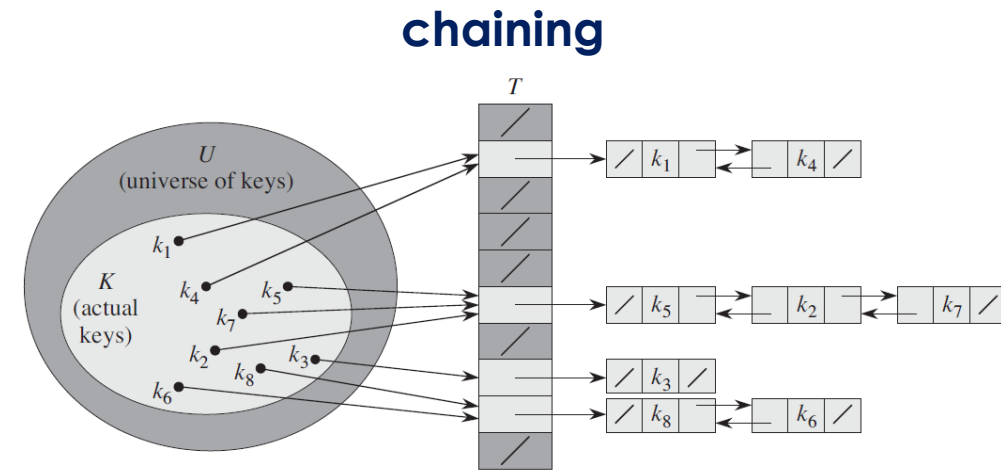 chaining
T
U
(universe of keys)
k1
K
(actual
keys)
k4
k5
k7
k2
k3
k8
k6
k1 k4
k5 k2 k7
k3
k8 k6